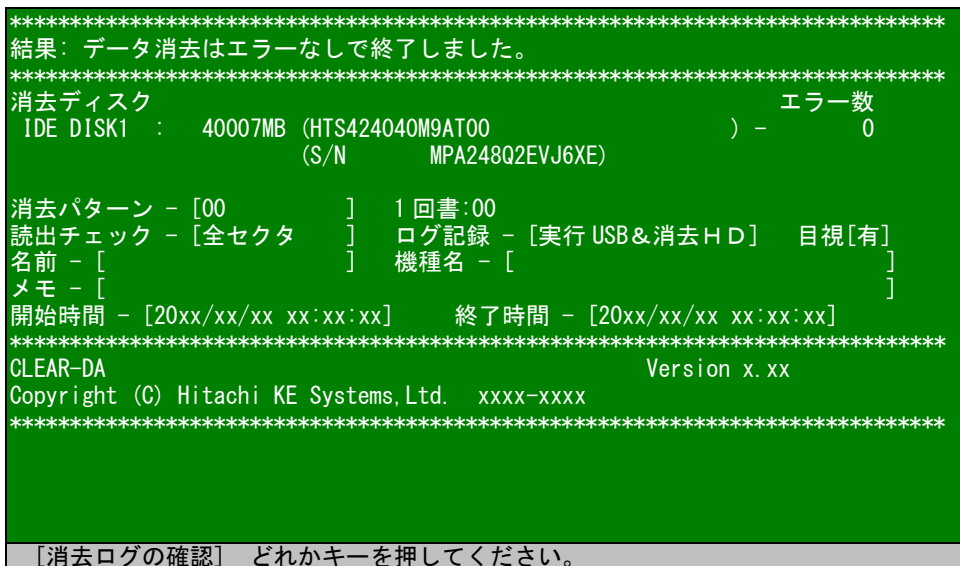 ******************************************************************************
結果: データ消去はエラーなしで終了しました。
******************************************************************************
消去ディスク エラー数
IDE DISK1 : 40007MB (HTS424040M9AT00 ) - 0
(S/N MPA248Q2EVJ6XE)
消去パターン - [00 ] 1回書:00
読出チェック - [全セクタ ] ログ記録 - [実行USB&消去HD] 目視[有]
名前 - [ ] 機種名 - [ ]
メモ - [ ]
開始時間 - [20xx/xx/xx xx:xx:xx] 終了時間 - [20xx/xx/xx xx:xx:xx]
******************************************************************************
CLEAR-DA Version x.xx
Copyright (C) Hitachi KE Systems,Ltd. xxxx-xxxx
******************************************************************************
[消去ログの確認] どれかキーを押してください。